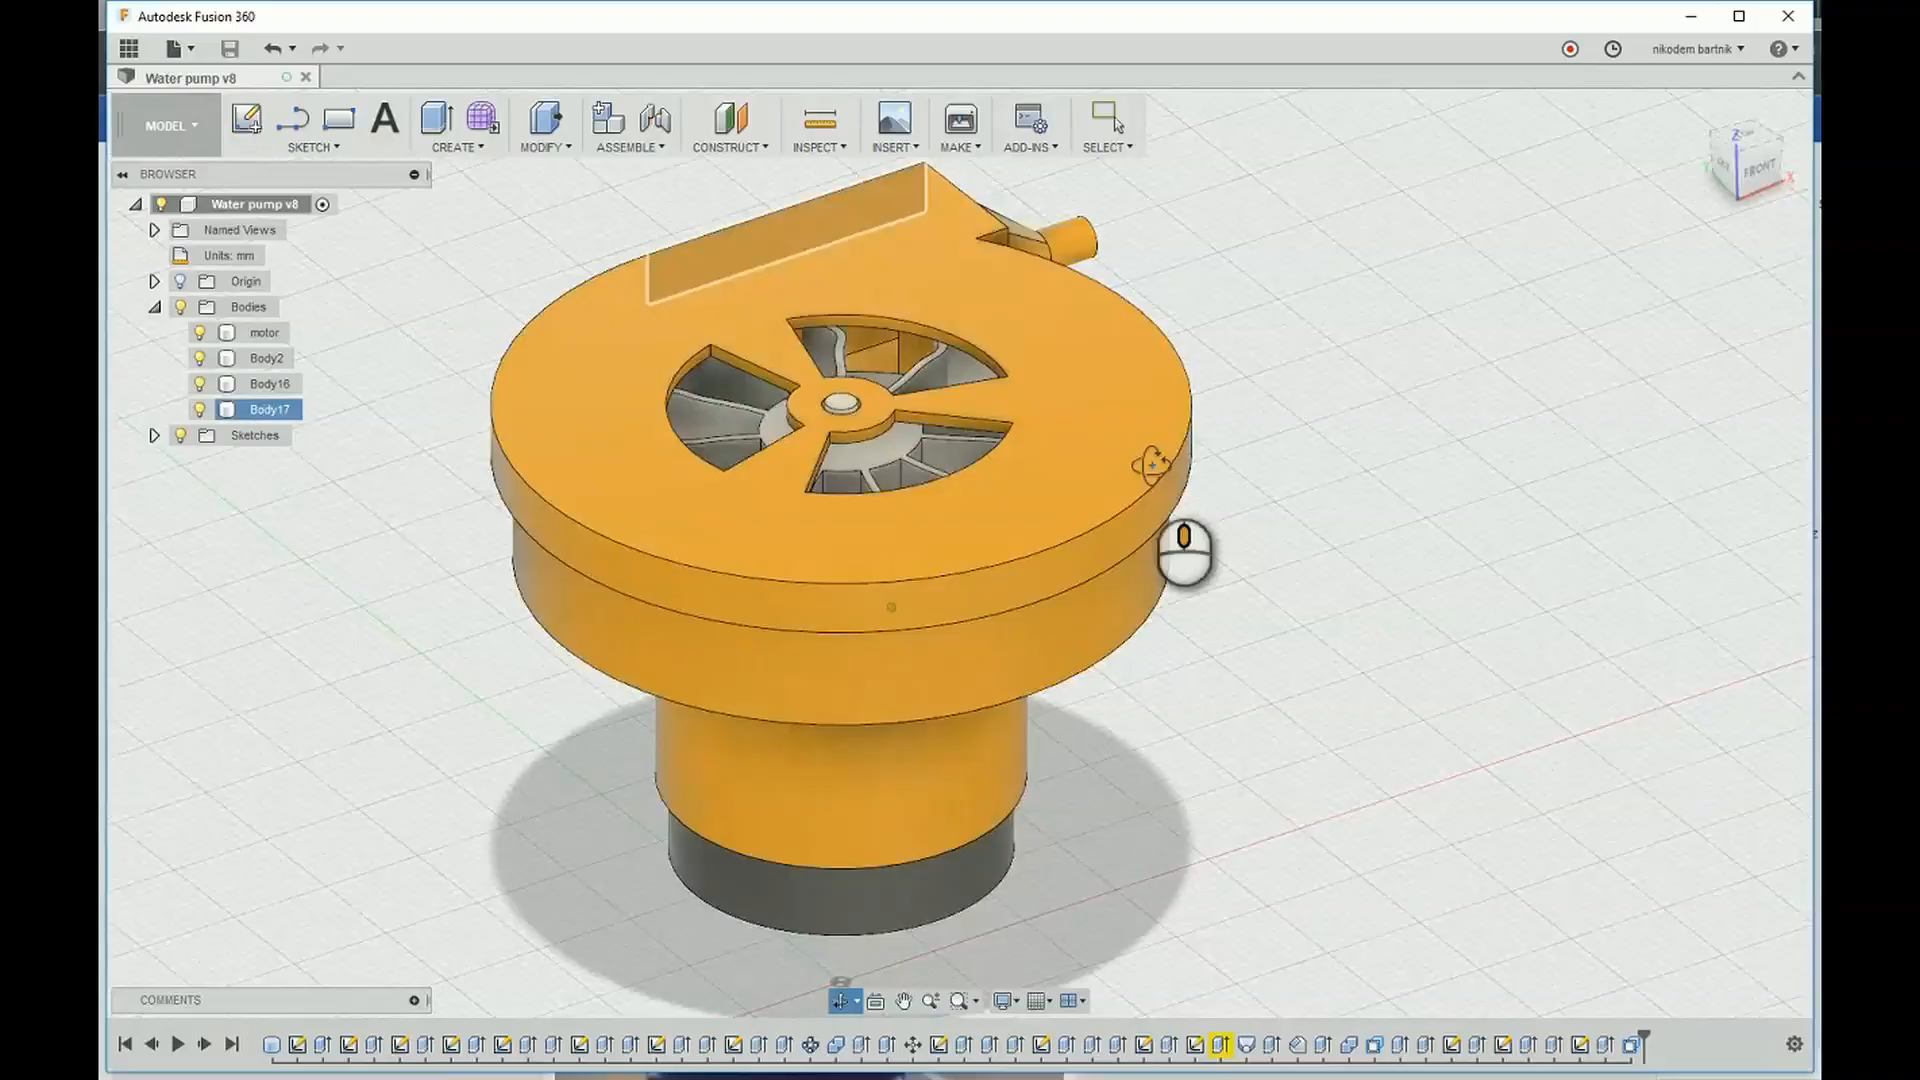 Autodesk Fusion 360
nikodem bartnik
Water pump v8
MODEL
SKETCH
CREATE
MODIFY
ASSEMBLE
CONSTRUCT
INSPECT
INSERT
MAKE
ADD-INS
SELECT
BROWSER
Water pump v8
Named Views
Units: mm
Origin
Bodies
motor
Body2
Body16
Body17
Sketches
Z
FRONT
X
COMMENTS